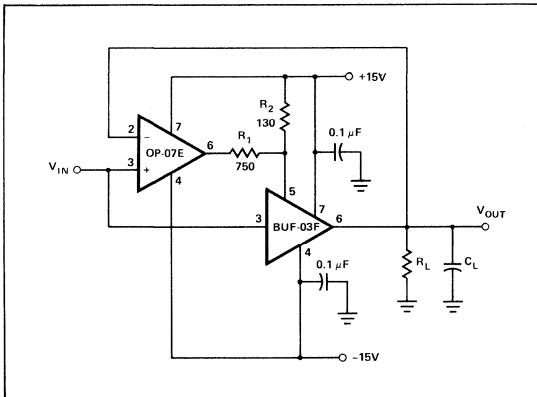 +15V
R2
130
0.1 μF
2
−
7
OP-07E
6
R1
750
VIN
3
+
4
5
7
3
BUF-03F
6
VOUT
4
0.1 μF
RL
CL
−15V